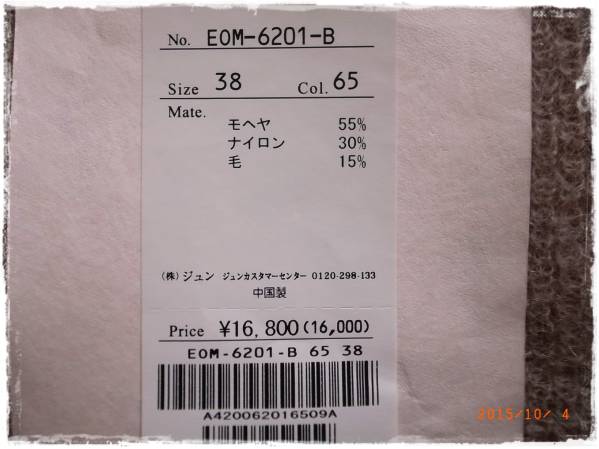 No. EOM-6201-B
Size 38 Col. 65
Mate.
モヘヤ 55%
ナイロン 30%
毛 15%
(株)ジュン ジュンカスタマーセンター 0120-298-133
中国製
Price ¥16,800(16,000)
EOM-6201-B 65 38
A420062016509A
2015/10/ 4